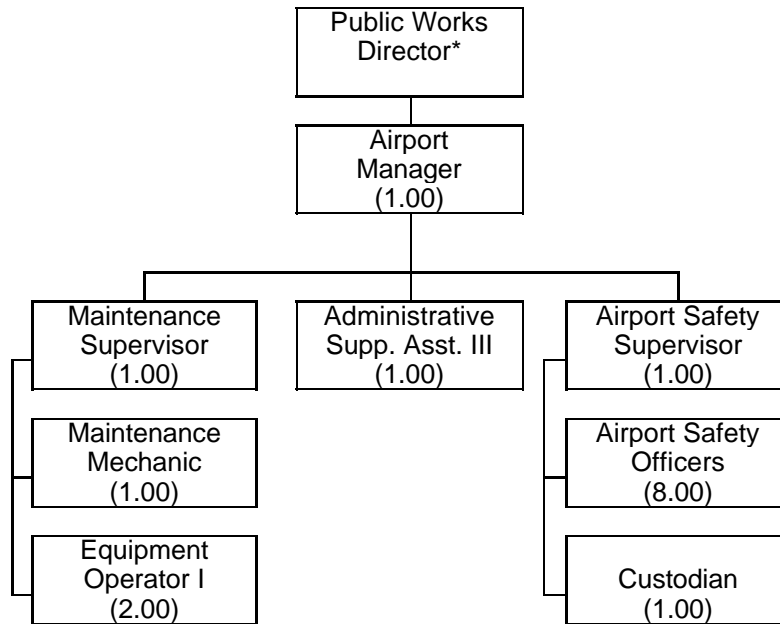 Public Works
Director*
Airport
Manager
(1.00)
Maintenance
Supervisor
(1.00)
Administrative
Supp. Asst. III
(1.00)
Airport Safety
Supervisor
(1.00)
Maintenance
Mechanic
(1.00)
Airport Safety
Officers
(8.00)
Equipment
Operator I
(2.00)
Custodian
(1.00)